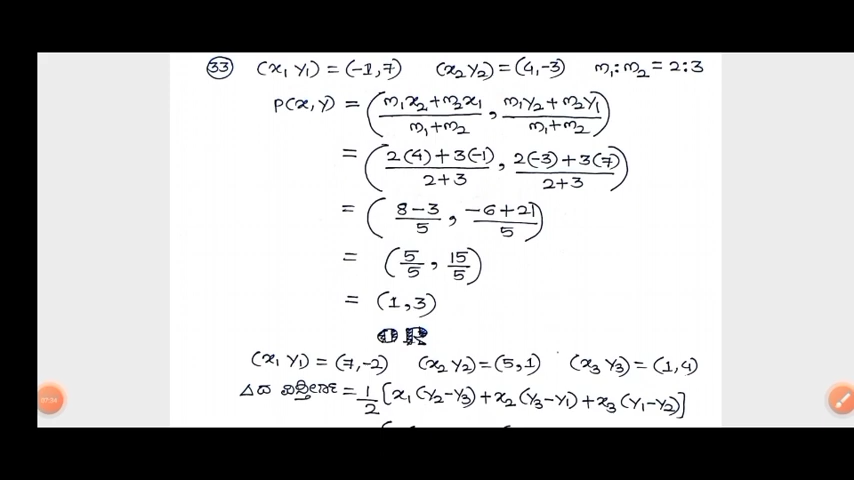 33 (x₁ y₁) = (-1,7) (x₂ y₂) = (4,-3) m₁:m₂ = 2:3
P(x,y) = (m₁x₂+m₂x₁/m₁+m₂, m₁y₂+m₂y₁/m₁+m₂)
= (2(4)+3(-1)/2+3, 2(-3)+3(7)/2+3)
= (8-3/5, -6+21/5)
= (5/5, 15/5)
= (1,3)
OR
(x₁ y₁) = (7,-2) (x₂ y₂) = (5,1) (x₃ y₃) = (1,4)
Δದ ವಿಸ್ತೀರ್ಣ = 1/2 [x₁(y₂-y₃)+x₂(y₃-y₁)+x₃(y₁-y₂)]